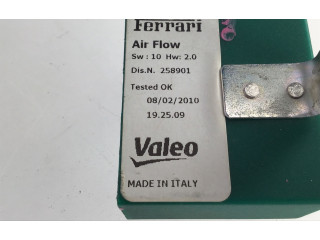 Ferrari
Air Flow
Sw : 10 Hw: 2.0
Dis.N. 258901
Tested OK
08/02/2010
19.25.09
Valeo
MADE IN ITALY